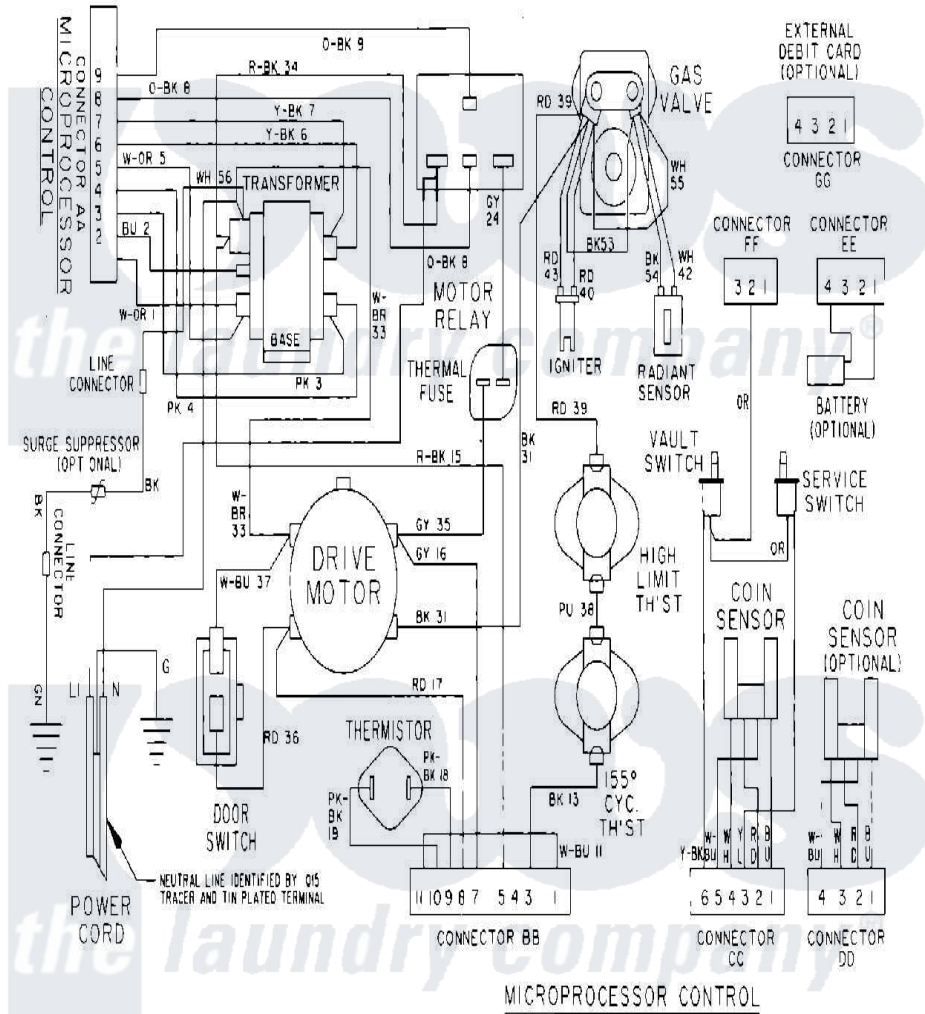 MICROPROCESSOR
CONTROL
CONNECTOR AA
9
8
7
6
5
4
3
2
O-BK 9
R-BK 34
O-BK 8
Y-BK 7
Y-BK 6
W-OR 5
WH 56
BU 2
W-OR 1
TRANSFORMER
BASE
W-
BR
33
PK 3
PK 4
O-BK 8
GY
24
MOTOR
RELAY
RD 39
GAS
VALVE
WH
55
BK53
RD
43
RD
40
BK
54
WH
42
IGNITER
RADIANT
SENSOR
EXTERNAL
DEBIT CARD
(OPTIONAL)
4 3 2 1
CONNECTOR
GG
CONNECTOR
FF
3 2 1
CONNECTOR
EE
4 3 2 1
BATTERY
(OPTIONAL)
the laundry company®
LINE
CONNECTOR
SURGE SUPPRESSOR
(OPTIONAL)
BK
BK
LINE
CONNECTOR
GN
THERMAL
FUSE
RD 39
BK
31
R-BK 15
OR
VAULT
SWITCH
SERVICE
SWITCH
OR
W-
BR
33
DRIVE
MOTOR
GY 35
GY 16
BK 31
W-BU 37
RD 17
RD 36
HIGH
LIMIT
TH'ST
PU 38
155°
CYC.
TH'ST
BK 13
COIN
SENSOR
COIN
SENSOR
(OPTIONAL)
L1
N
G
POWER
CORD
DOOR
SWITCH
NEUTRAL LINE IDENTIFIED BY .015
TRACER AND TIN PLATED TERMINAL
THERMISTOR
PK-
BK 18
PK-
BK
19
W-BU 11
11 10 9 8 7 5 4 3 1
CONNECTOR BB
Y-BK
W-
BU
WH
YL
RD
BU
6 5 4 3 2 1
CONNECTOR
CC
W-
BU
WH
RD
BU
4 3 2 1
CONNECTOR
DD
the laundry company®
MICROPROCESSOR CONTROL